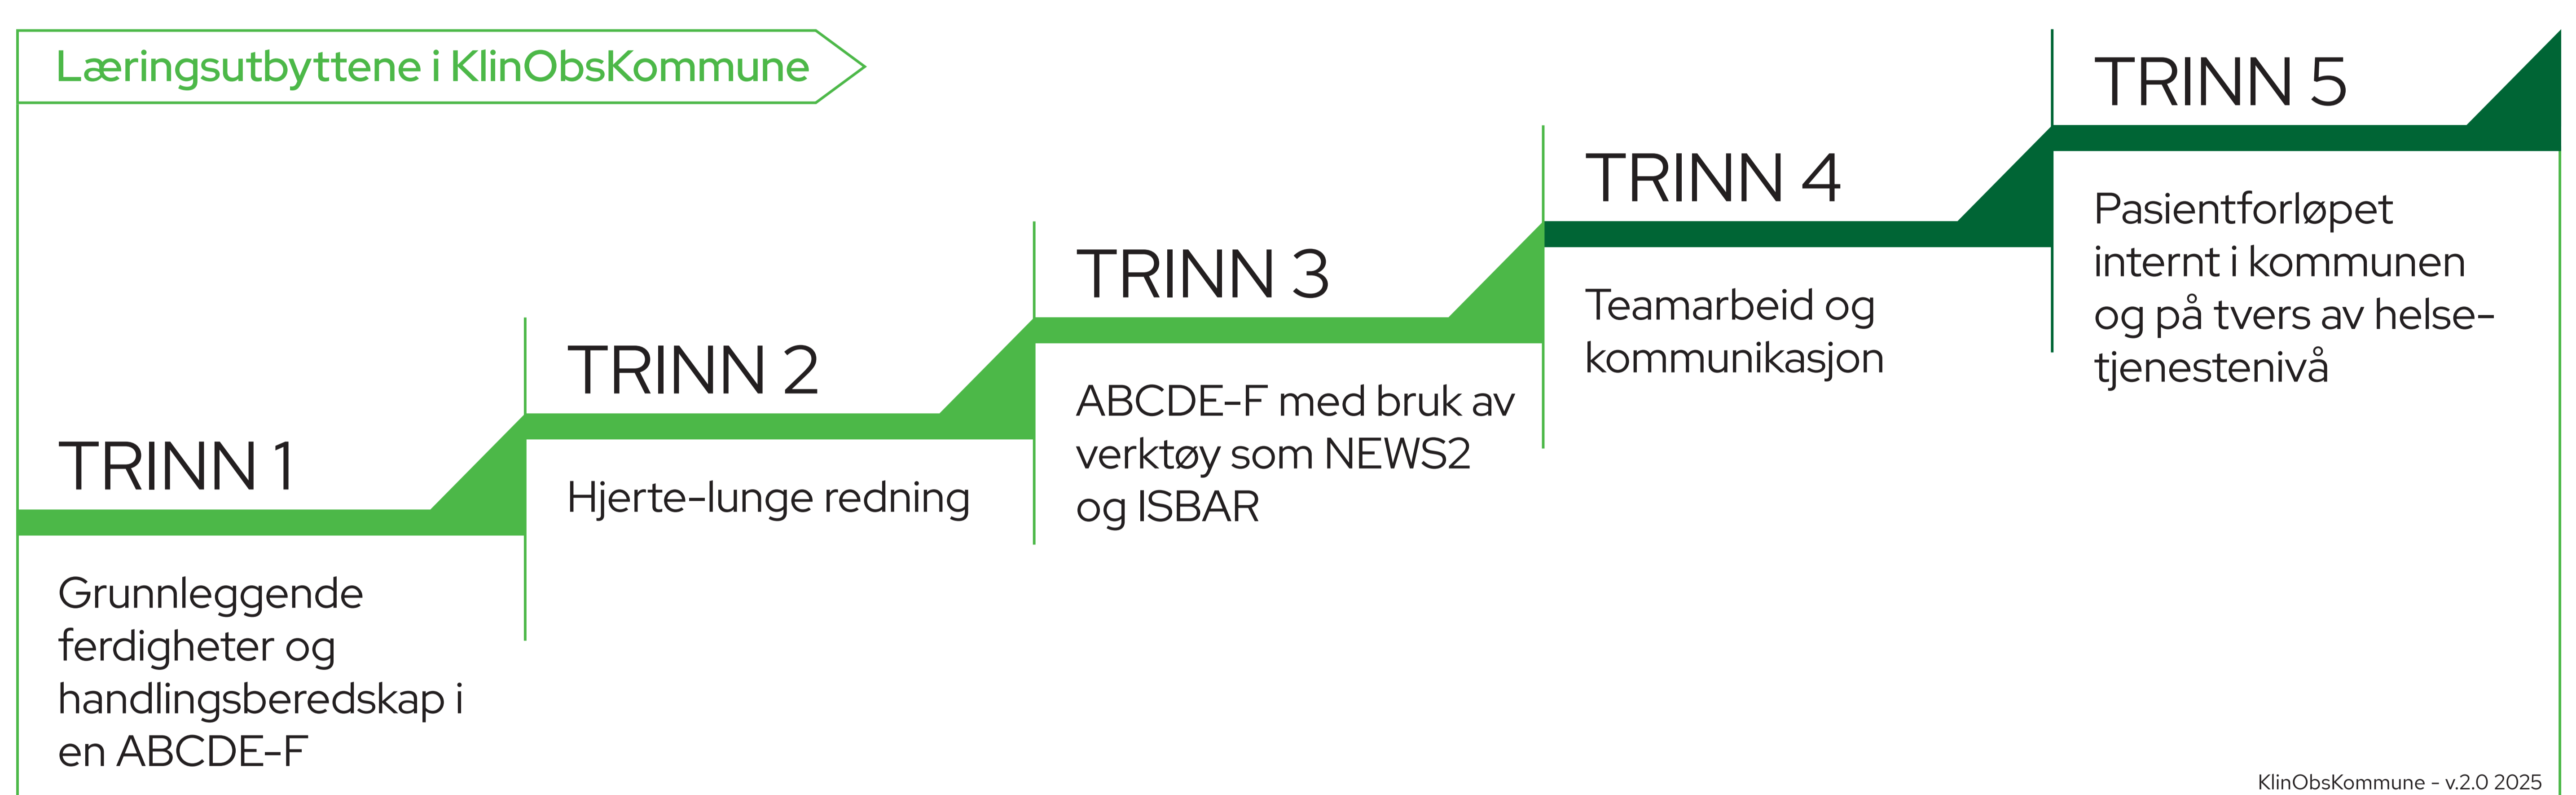 Læringsutbyttene i KlinObsKommune
TRINN 1
Grunnleggende
ferdigheter og
handlingsberedskap i
en ABCDE-F
TRINN 2
Hjerte-lunge redning
TRINN 3
ABCDE-F med bruk av
verktøy som NEWS2
og ISBAR
TRINN 4
Teamarbeid og
kommunikasjon
TRINN 5
Pasientforløpet
internt i kommunen
og på tvers av helse-
tjenestenivå
KlinObsKommune - v.2.0 2025